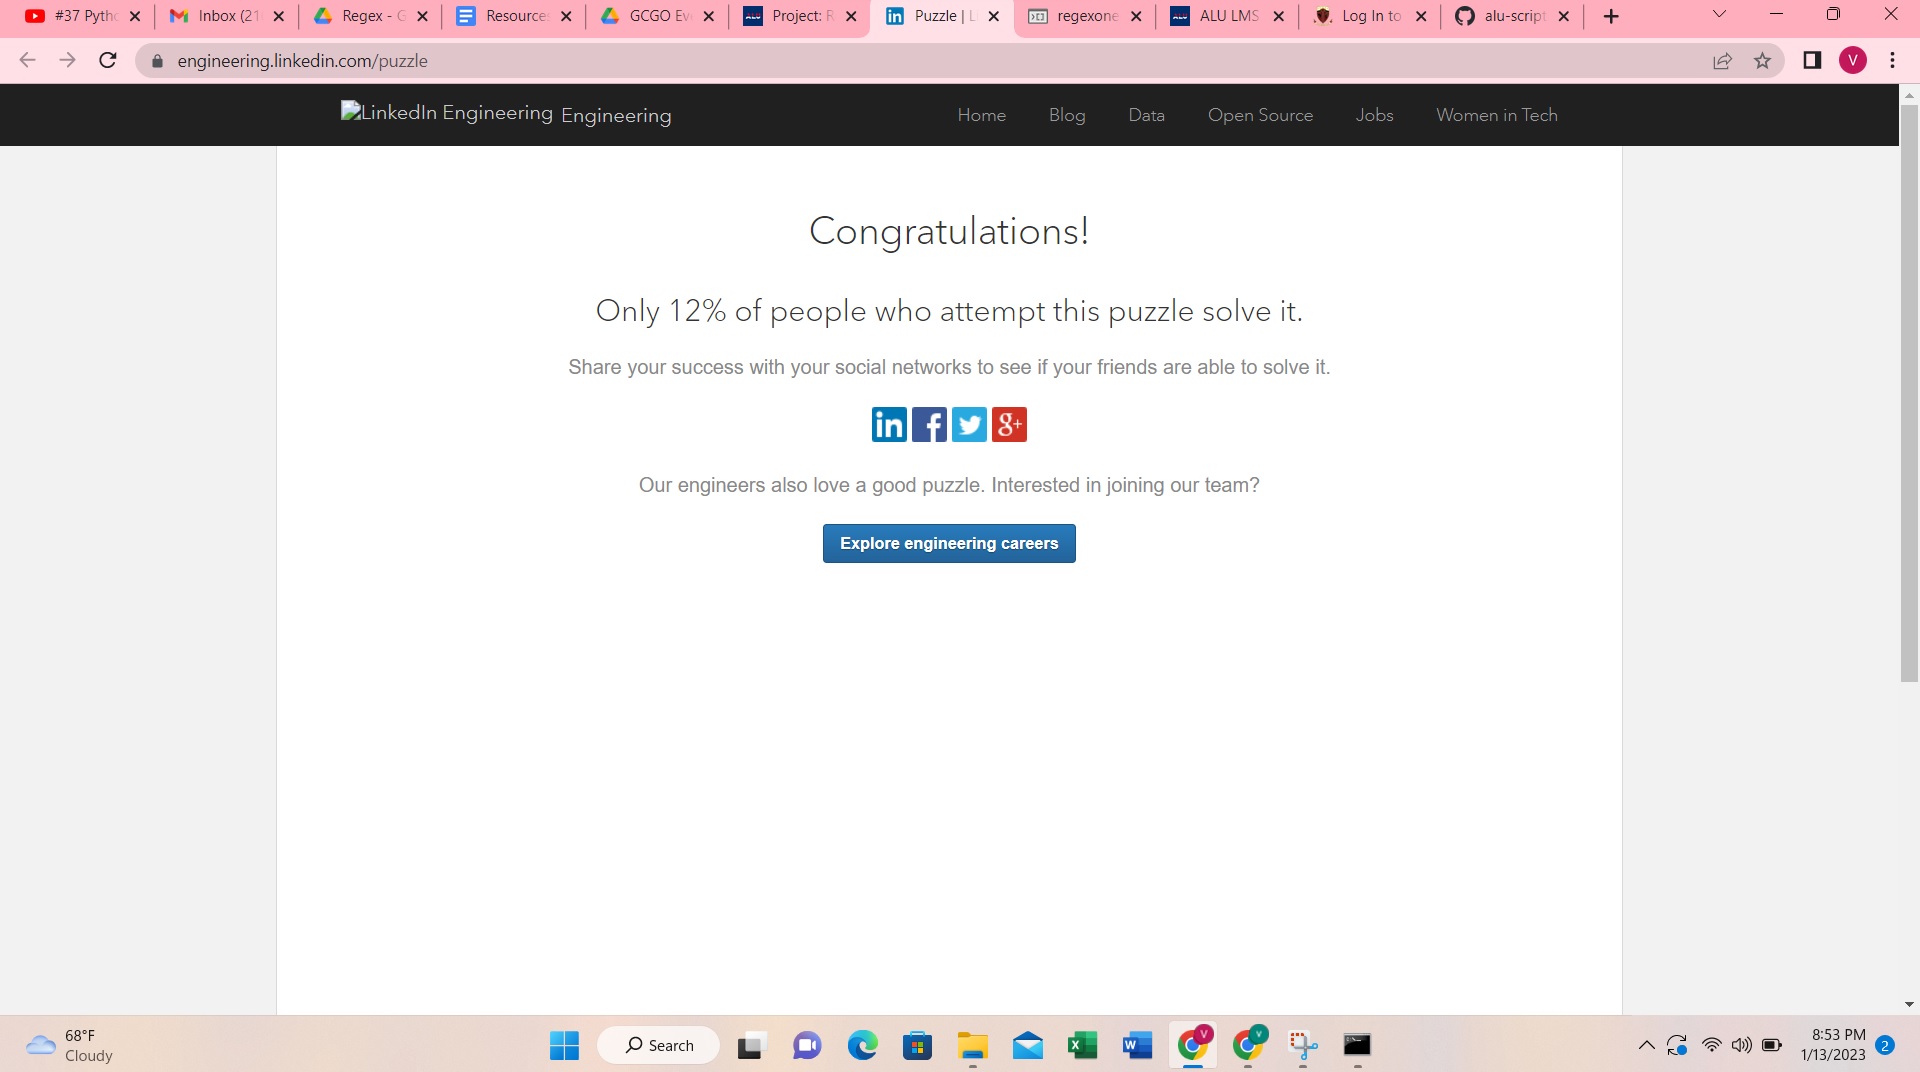 #37 Pytho
Inbox (21
Regex - G
Resources
GCGO Ev
Project: R
Puzzle | L
regexone
ALU LMS
Log In to
alu-script
engineering.linkedin.com/puzzle
V
LinkedIn Engineering Engineering
Home
Blog
Data
Open Source
Jobs
Women in Tech
Congratulations!
Only 12% of people who attempt this puzzle solve it.
Share your success with your social networks to see if your friends are able to solve it.
in f g+
Our engineers also love a good puzzle. Interested in joining our team?
Explore engineering careers
68°F
Cloudy
Search
8:53 PM
1/13/2023
2